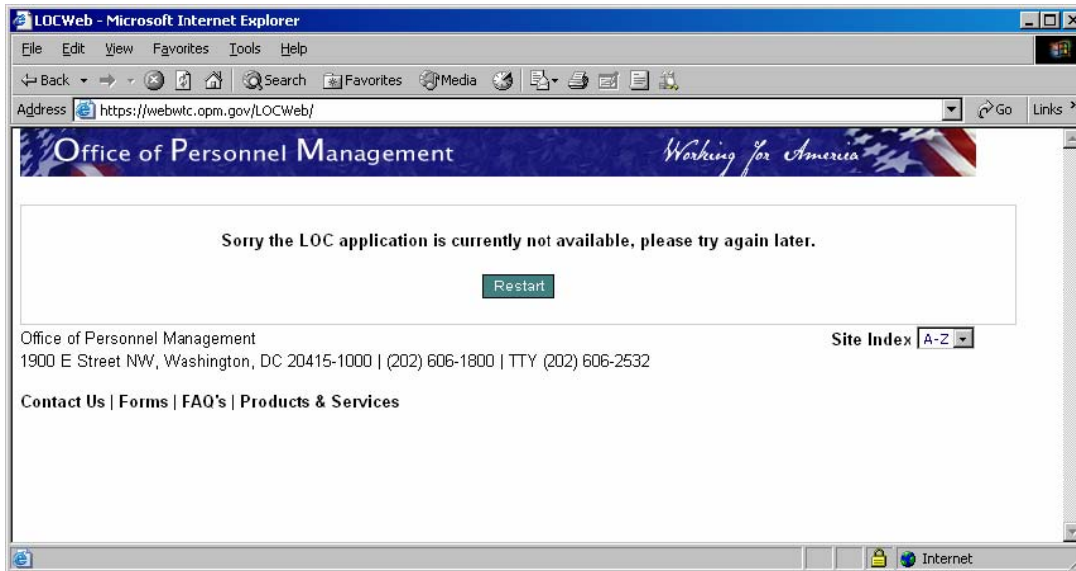 LOCWeb - Microsoft Internet Explorer
File Edit View Favorites Tools Help
Back Search Favorites Media
Address https://webwtc.opm.gov/LOCWeb/ Go Links »
Office of Personnel Management Working for America
Sorry the LOC application is currently not available, please try again later.
Restart
Office of Personnel Management Site Index A-Z
1900 E Street NW, Washington, DC 20415-1000 | (202) 606-1800 | TTY (202) 606-2532
Contact Us | Forms | FAQ's | Products & Services
Internet